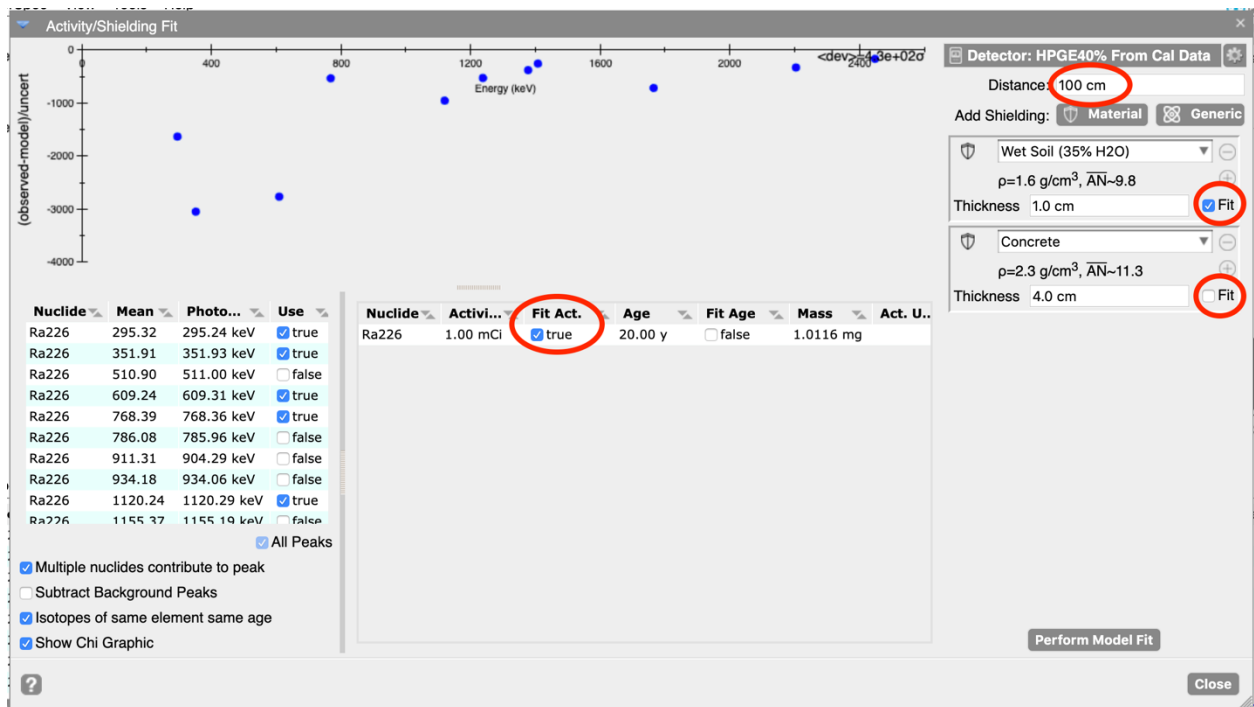 Activity/Shielding Fit
×
0
0 400 800 1200 1600 2000 2400
<dev>=4.3e+02σ
Energy (keV)
-1000
-2000
-3000
-4000
(observed-model)/uncert
Detector: HPGE40% From Cal Data
Distance: 100 cm
Add Shielding: Material Generic
Wet Soil (35% H2O)
ρ=1.6 g/cm³, AN~9.8
Thickness 1.0 cm Fit
Concrete
ρ=2.3 g/cm³, AN~11.3
Thickness 4.0 cm Fit
Nuclide Mean Photo... Use
Ra226 295.32 295.24 keV true
Ra226 351.91 351.93 keV true
Ra226 510.90 511.00 keV false
Ra226 609.24 609.31 keV true
Ra226 768.39 768.36 keV true
Ra226 786.08 785.96 keV false
Ra226 911.31 904.29 keV false
Ra226 934.18 934.06 keV false
Ra226 1120.24 1120.29 keV true
Ra226 1155.37 1155.19 keV false
All Peaks
Multiple nuclides contribute to peak
Subtract Background Peaks
Isotopes of same element same age
Show Chi Graphic
Nuclide Activi... Fit Act. Age Fit Age Mass Act. U..
Ra226 1.00 mCi true 20.00 y false 1.0116 mg
Perform Model Fit
?
Close